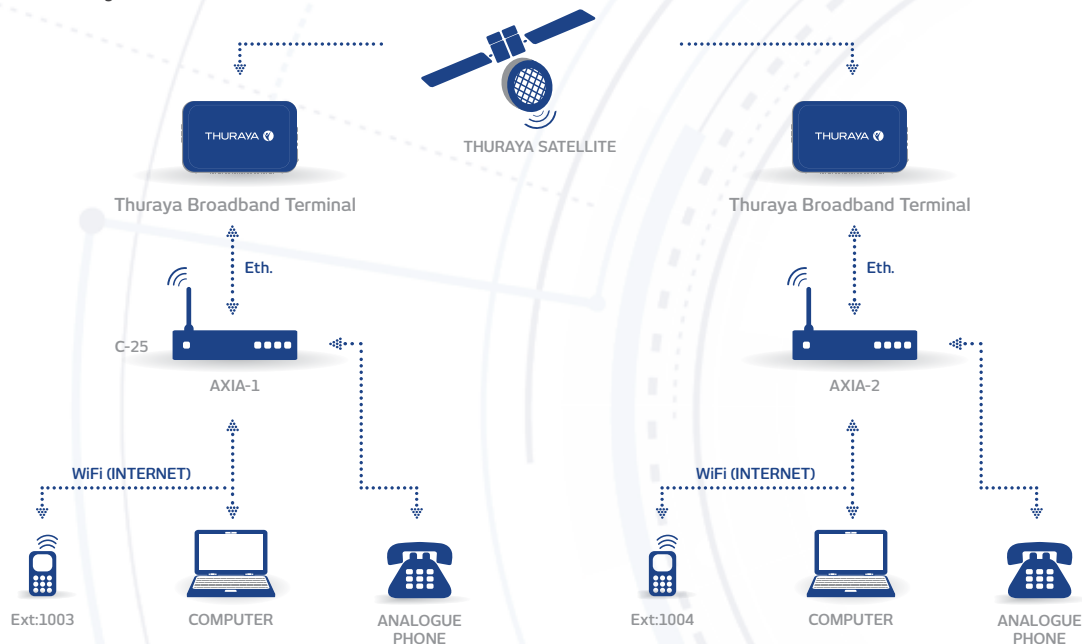 THURAYA
THURAYA
THURAYA SATELLITE
Thuraya Broadband Terminal
Thuraya Broadband Terminal
Eth.
Eth.
C-25
AXIA-1
AXIA-2
WiFi (INTERNET)
WiFi (INTERNET)
Ext:1003
COMPUTER
ANALOGUE
PHONE
Ext:1004
COMPUTER
ANALOGUE
PHONE